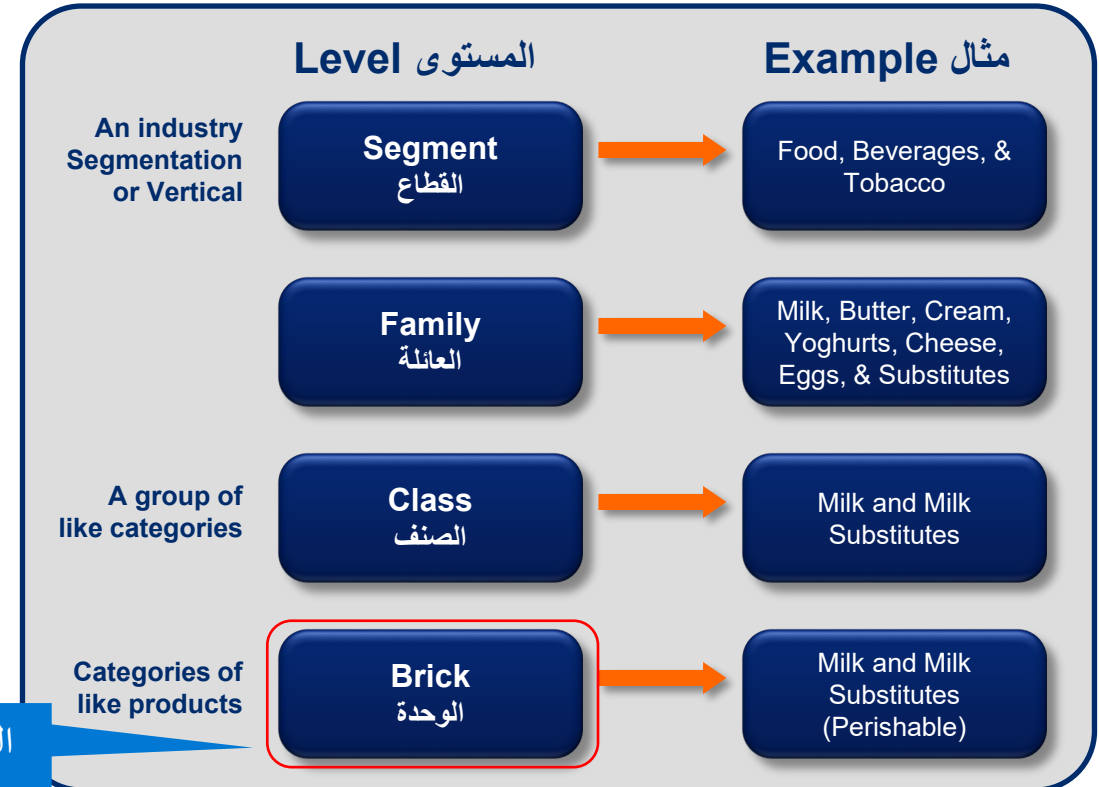 Level المستوى
Example مثال
An industry
Segmentation
or Vertical
Segment
القطاع
Food, Beverages, &
Tobacco
Family
العائلة
Milk, Butter, Cream,
Yoghurts, Cheese,
Eggs, & Substitutes
A group of
like categories
Class
الصنف
Milk and Milk
Substitutes
Categories of
like products
Brick
الوحدة
Milk and Milk
Substitutes
(Perishable)